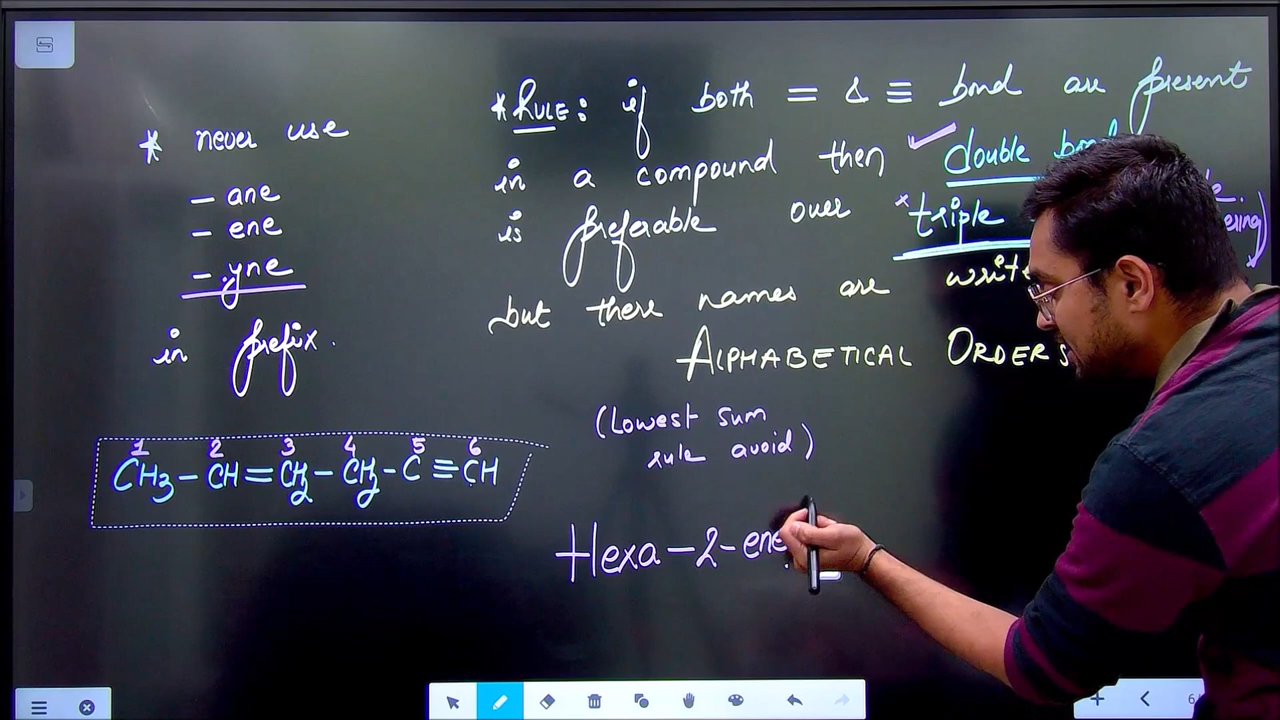 * never use
- ane
- ene
- yne
in prefix.
1 2 3 4 5 6
CH3 - CH = CH2 - CH2 - C ≡ CH
*RULE: if both = & ≡ bond are present
in a compound then double bond
is preferable over triple
but there names are write
ALPHABETICAL ORDERS
(Lowest sum
rule avoid)
Hexa-2-ene